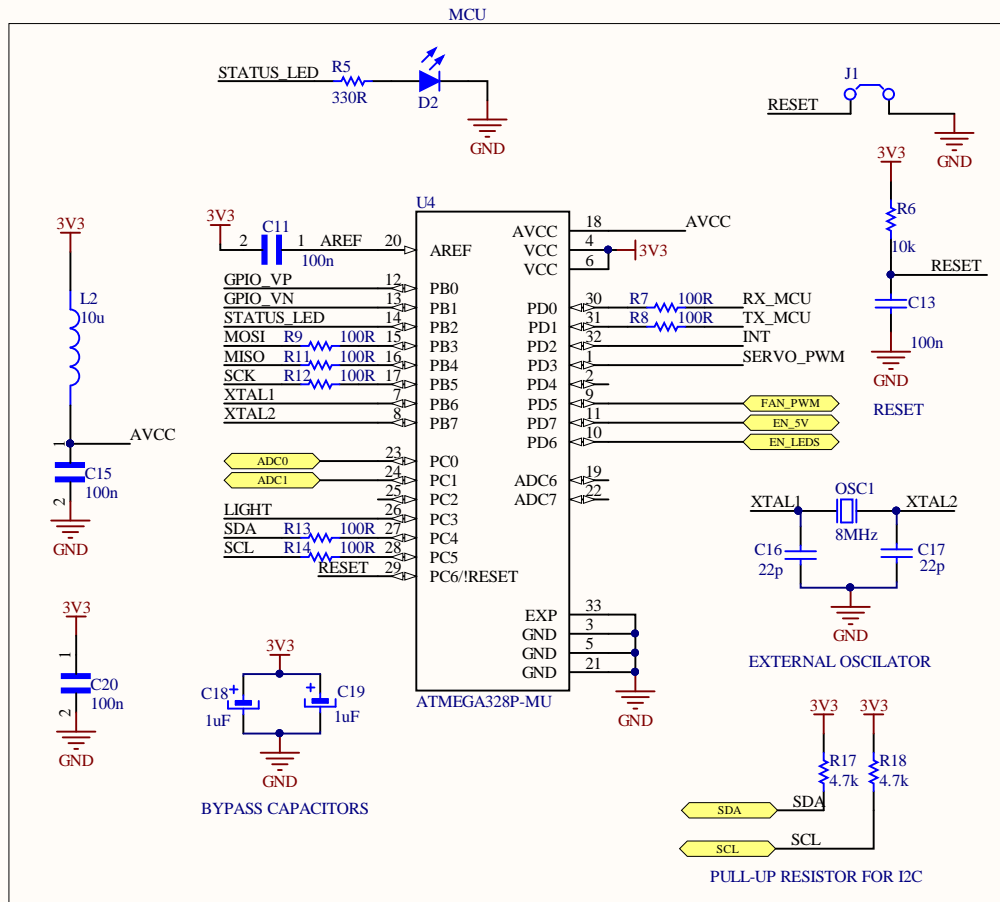 MCU
STATUS_LED
R5
330R
D2
GND
J1
RESET
GND
3V3
R6
10k
RESET
C13
100n
GND
RESET
3V3
L2
10u
AVCC
1
C15
100n
2
GND
3V3
1
C20
100n
2
GND
U4
3V3
C11
2
1
AREF
20
AREF
100n
GPIO_VP
12
PB0
GPIO_VN
13
PB1
STATUS_LED
14
PB2
MOSI
R9
100R
15
PB3
MISO
R11
100R
16
PB4
SCK
R12
100R
17
PB5
XTAL1
7
PB6
XTAL2
8
PB7
ADC0
23
PC0
ADC1
24
PC1
25
PC2
LIGHT
26
PC3
SDA
R13
100R
27
PC4
SCL
R14
100R
28
PC5
RESET
29
PC6/!RESET
AVCC
18
AVCC
VCC
4
3V3
VCC
6
PD0
30
R7
100R
RX_MCU
PD1
31
R8
100R
TX_MCU
PD2
32
INT
PD3
1
SERVO_PWM
PD4
2
PD5
9
FAN_PWM
PD7
11
EN_5V
PD6
10
EN_LEDS
ADC6
19
ADC7
22
EXP
33
GND
3
GND
5
GND
21
GND
ATMEGA328P-MU
XTAL1
OSC1
XTAL2
8MHz
C16
22p
C17
22p
GND
EXTERNAL OSCILATOR
3V3
C18
+
1uF
+
C19
1uF
GND
BYPASS CAPACITORS
3V3
3V3
R17
4.7k
R18
4.7k
SDA
SDA
SCL
SCL
PULL-UP RESISTOR FOR I2C